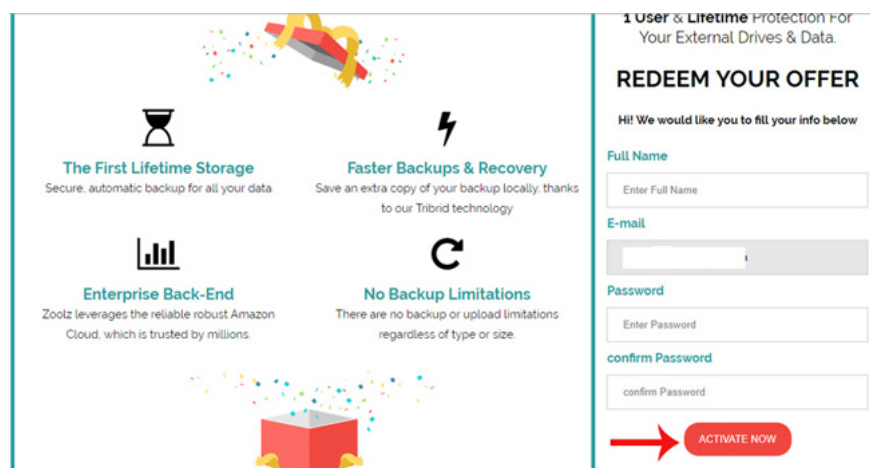 The First Lifetime Storage
Secure, automatic backup for all your data
Faster Backups & Recovery
Save an extra copy of your backup locally, thanks
to our Tribrid technology
Enterprise Back-End
Zoolz leverages the reliable robust Amazon
Cloud, which is trusted by millions.
No Backup Limitations
There are no backup or upload limitations
regardless of type or size.
1 User & Lifetime Protection For
Your External Drives & Data.
REDEEM YOUR OFFER
Hi! We would like you to fill your info below
Full Name
Enter Full Name
E-mail
Password
Enter Password
confirm Password
confirm Password
ACTIVATE NOW